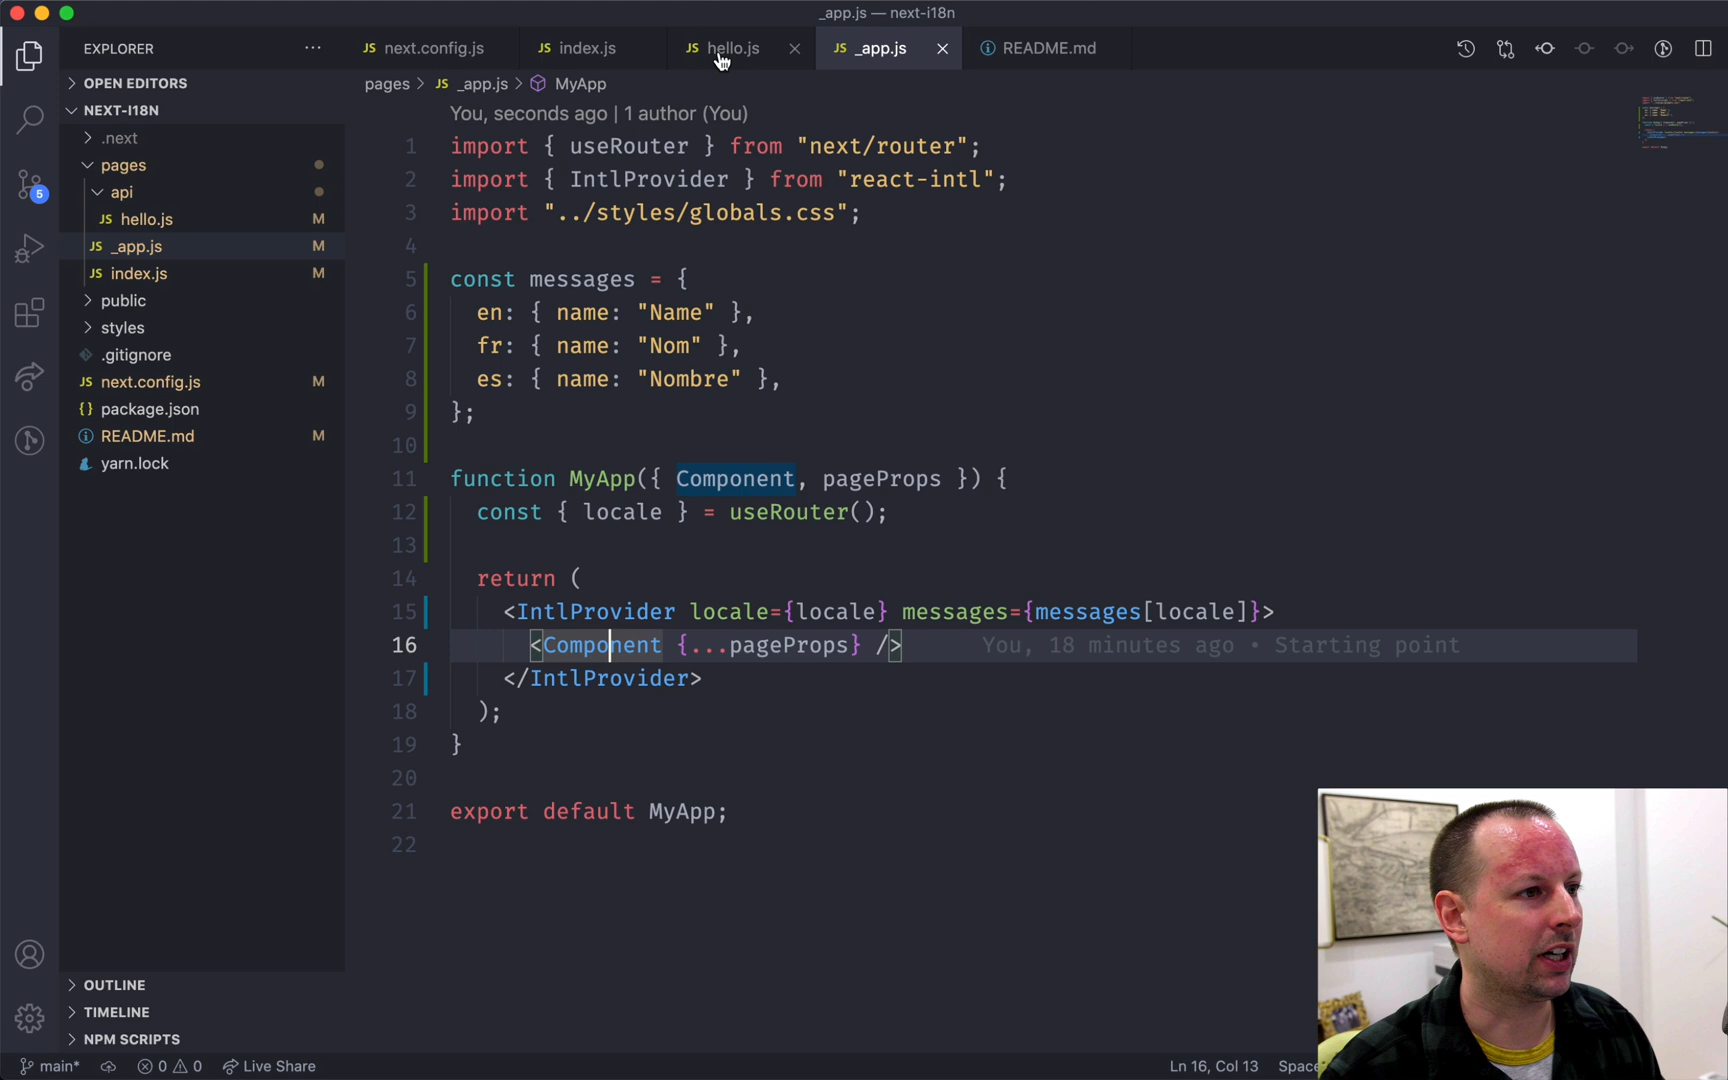 _app.js — next-i18n
EXPLORER
...
JS next.config.js
JS index.js
JS hello.js
JS _app.js
README.md
OPEN EDITORS
NEXT-I18N
.next
pages
api
JS hello.js M
JS _app.js M
JS index.js M
public
styles
.gitignore
JS next.config.js M
{} package.json
README.md M
yarn.lock
OUTLINE
TIMELINE
NPM SCRIPTS
5
pages > JS _app.js > MyApp
You, seconds ago | 1 author (You)
1 import { useRouter } from "next/router";
2 import { IntlProvider } from "react-intl";
3 import "../styles/globals.css";
4
5 const messages = {
6 en: { name: "Name" },
7 fr: { name: "Nom" },
8 es: { name: "Nombre" },
9 };
10
11 function MyApp({ Component, pageProps }) {
12 const { locale } = useRouter();
13
14 return (
15 <IntlProvider locale={locale} messages={messages[locale]}>
16 <Component {...pageProps} /> You, 18 minutes ago • Starting point
17 </IntlProvider>
18 );
19 }
20
21 export default MyApp;
22
main* 0 0 Live Share
Ln 16, Col 13